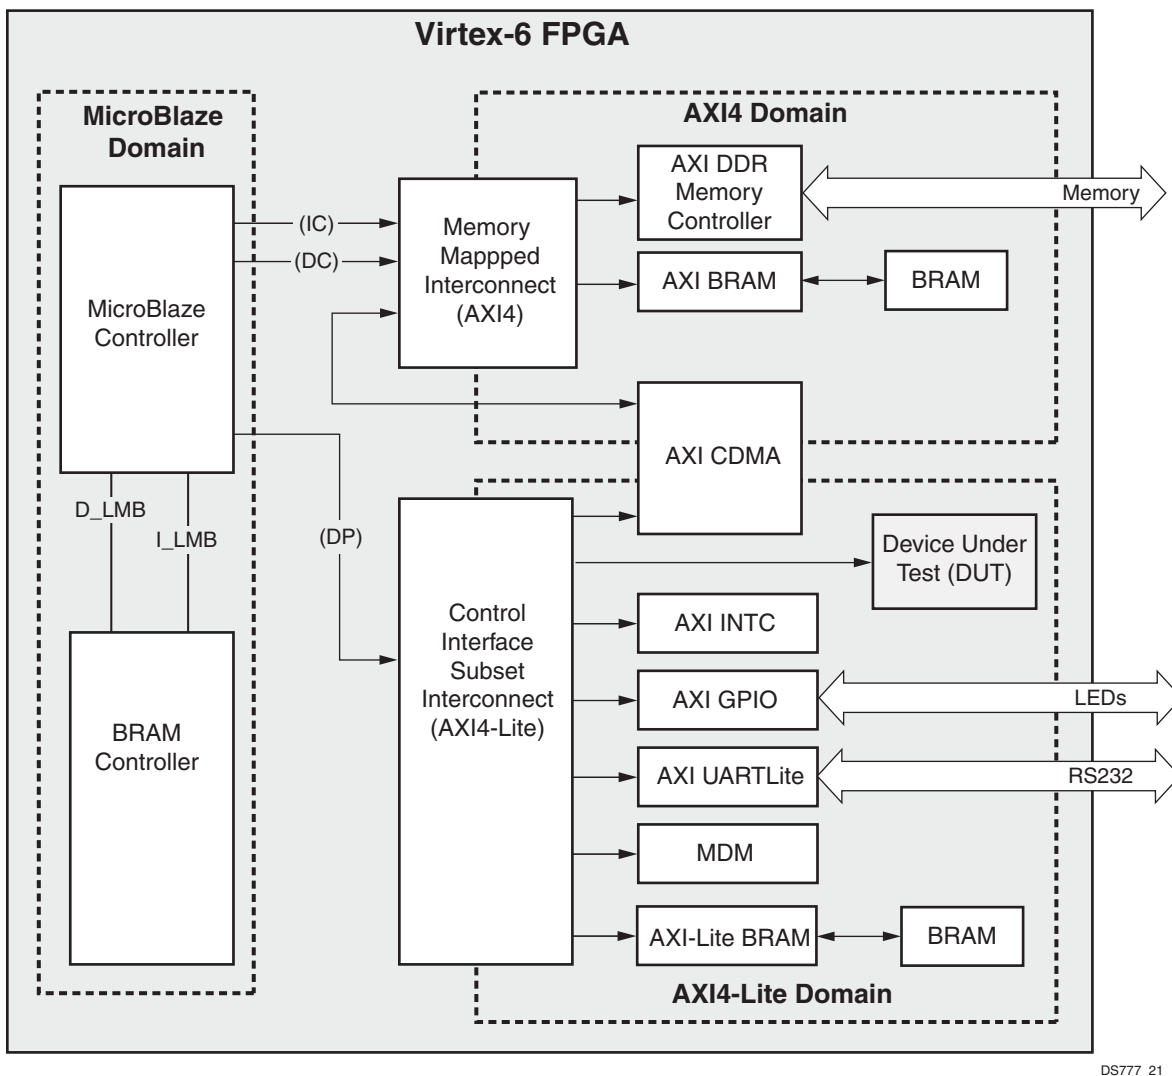 Virtex-6 FPGA
MicroBlaze
Domain
MicroBlaze
Controller
D_LMB
I_LMB
BRAM
Controller
(IC)
(DC)
(DP)
Memory
Mappped
Interconnect
(AXI4)
AXI4 Domain
AXI DDR
Memory
Controller
Memory
AXI BRAM
BRAM
AXI CDMA
Control
Interface
Subset
Interconnect
(AXI4-Lite)
Device Under
Test (DUT)
AXI INTC
AXI GPIO
LEDs
AXI UARTLite
RS232
MDM
AXI-Lite BRAM
BRAM
AXI4-Lite Domain
DS777_21